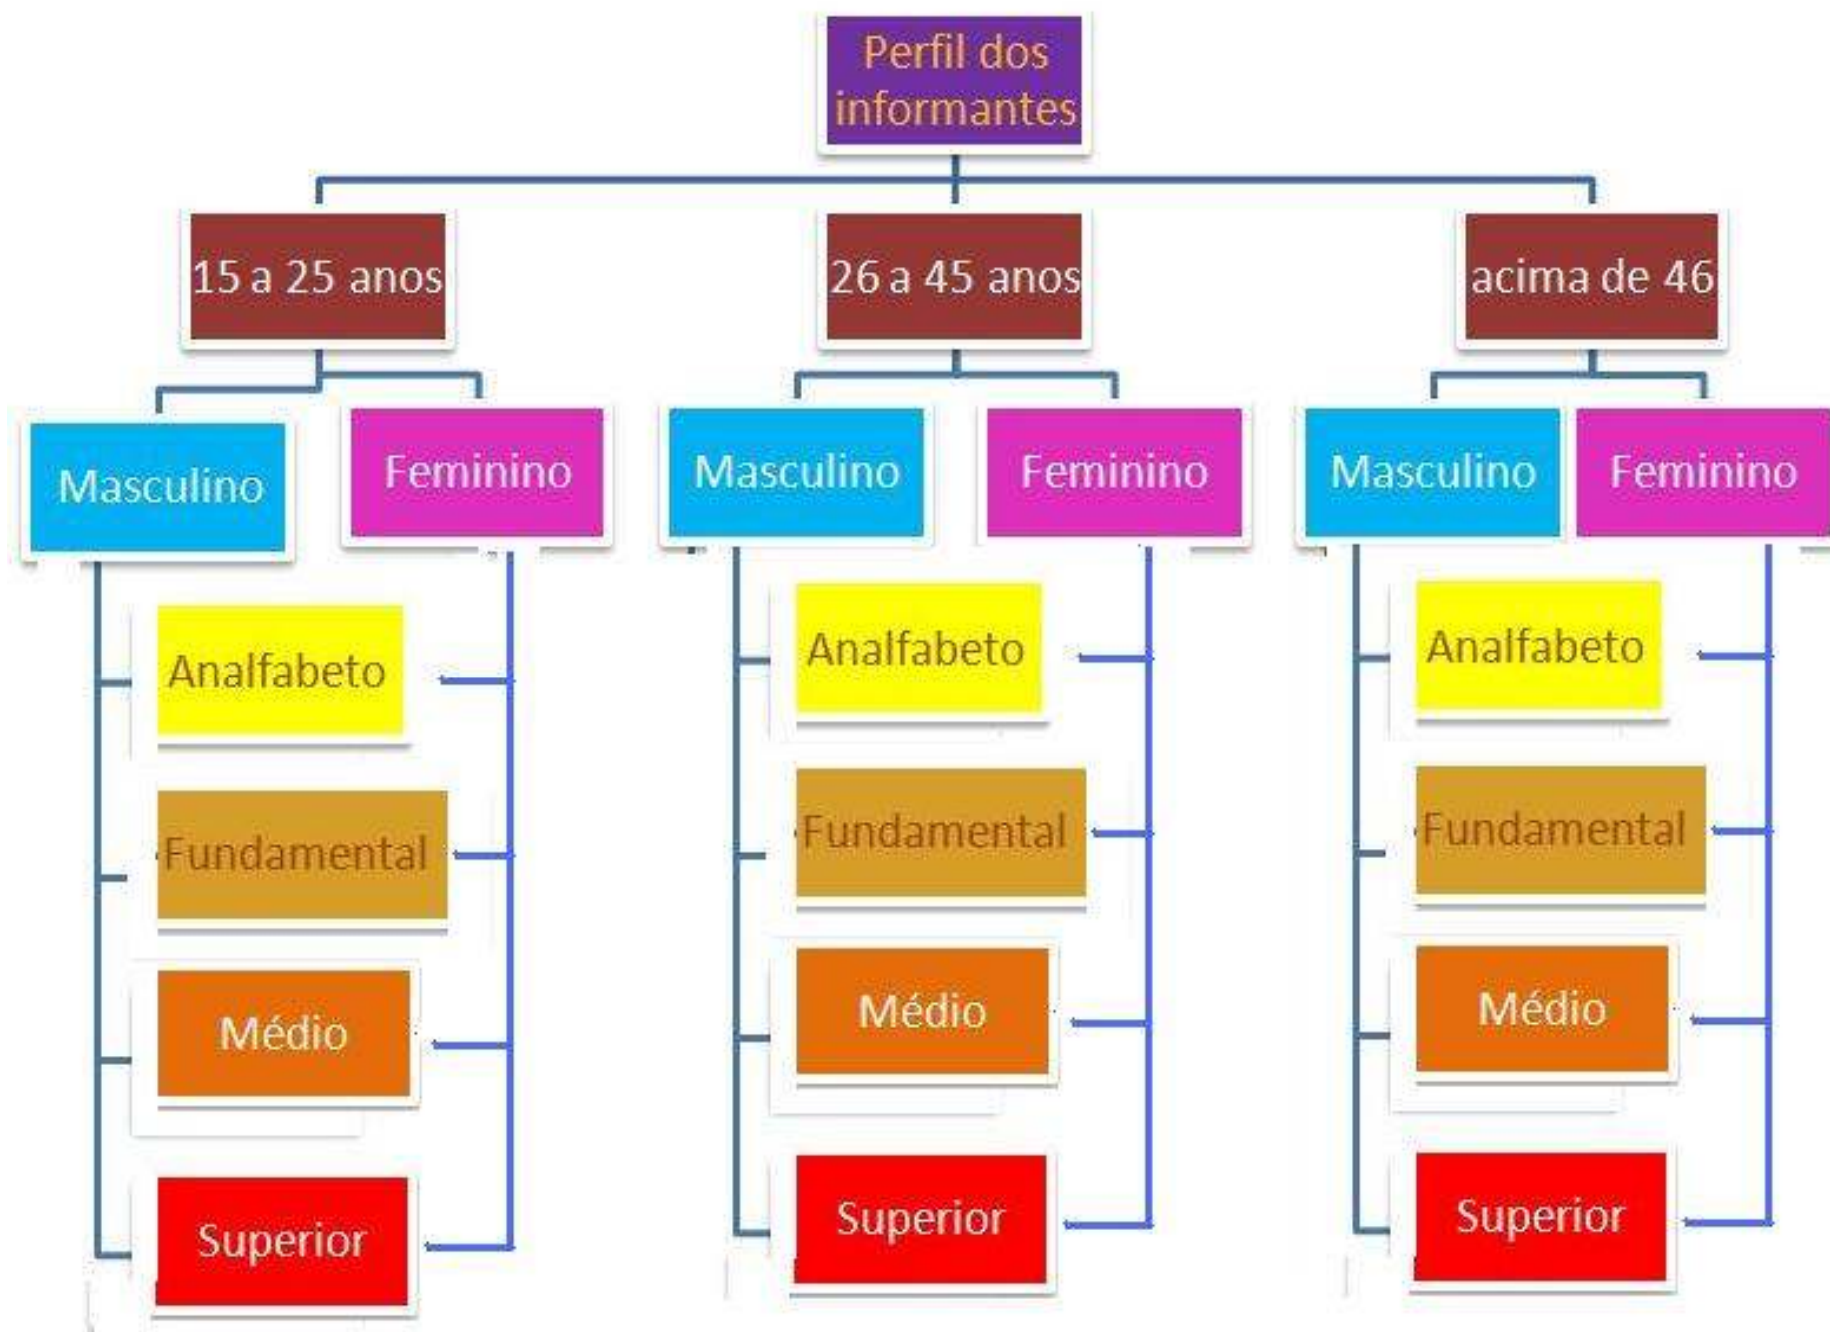 Perfil dos
informantes
15 a 25 anos
26 a 45 anos
acima de 46
Masculino
Feminino
Masculino
Feminino
Masculino
Feminino
Analfabeto
Analfabeto
Analfabeto
Fundamental
Fundamental
Fundamental
Médio
Médio
Médio
Superior
Superior
Superior